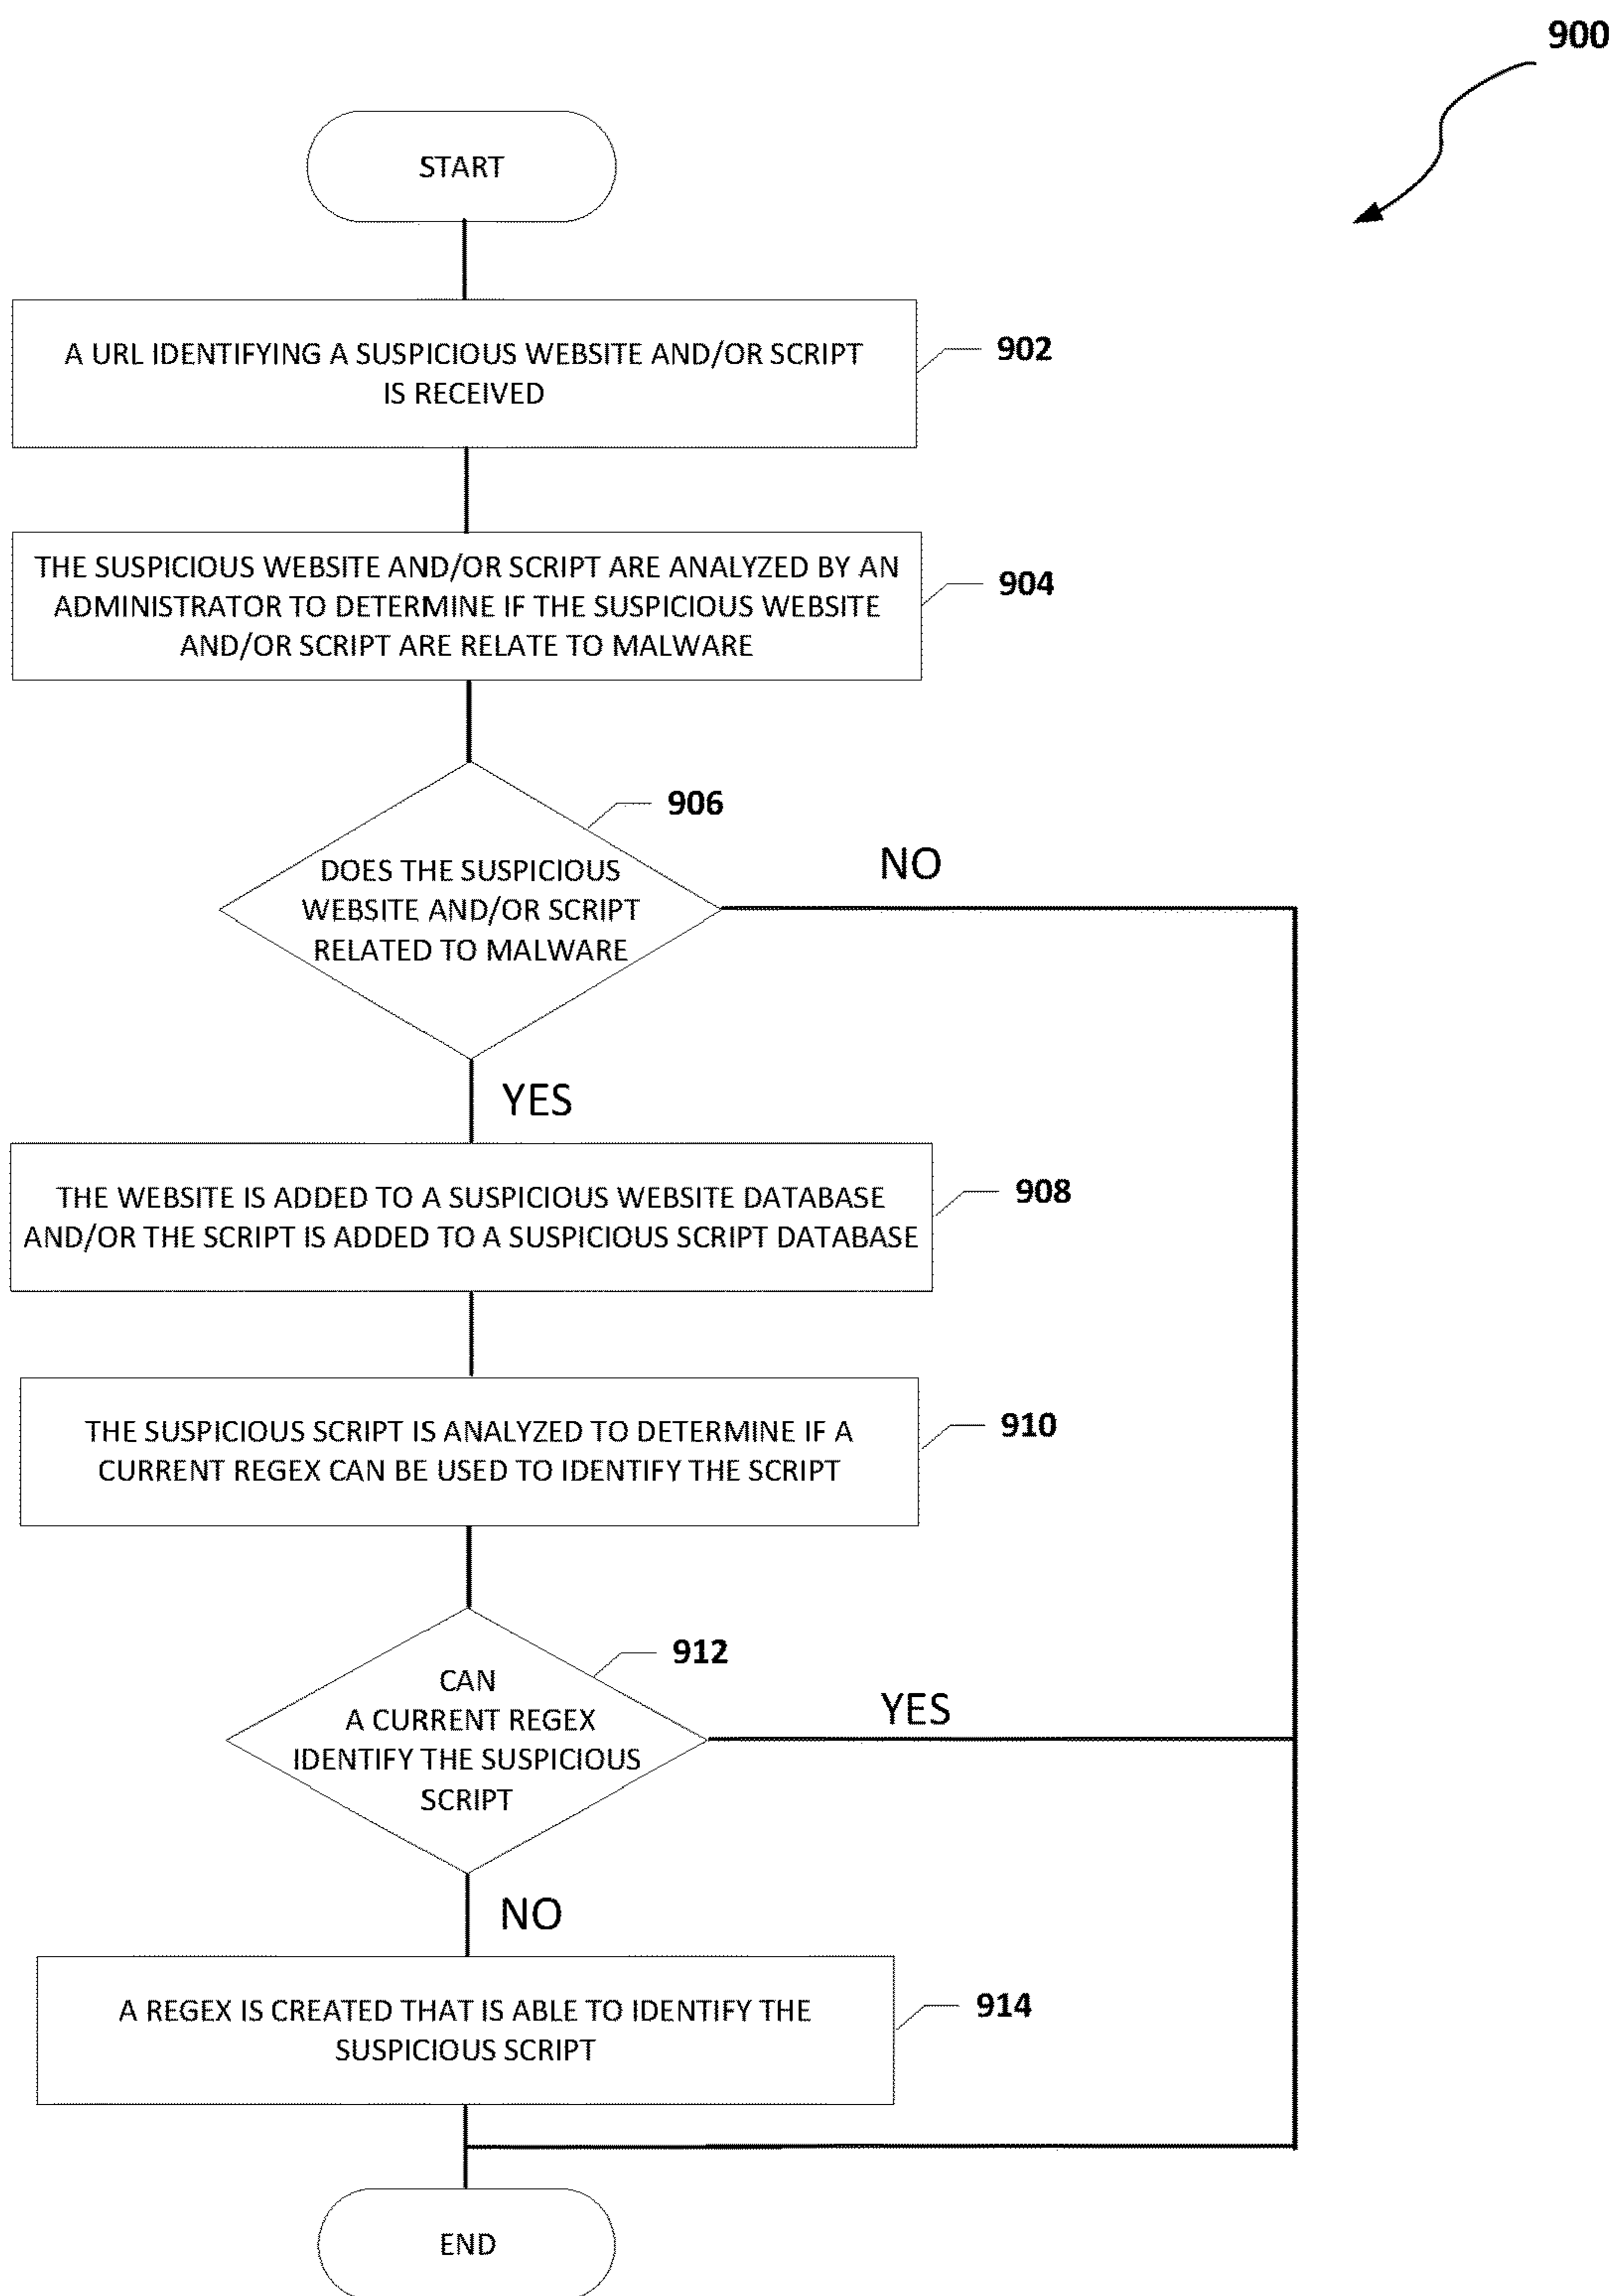 900
START
A URL IDENTIFYING A SUSPICIOUS WEBSITE AND/OR SCRIPT
IS RECEIVED
902
THE SUSPICIOUS WEBSITE AND/OR SCRIPT ARE ANALYZED BY AN
ADMINISTRATOR TO DETERMINE IF THE SUSPICIOUS WEBSITE
AND/OR SCRIPT ARE RELATE TO MALWARE
904
906
DOES THE SUSPICIOUS
WEBSITE AND/OR SCRIPT
RELATED TO MALWARE
NO
YES
THE WEBSITE IS ADDED TO A SUSPICIOUS WEBSITE DATABASE
AND/OR THE SCRIPT IS ADDED TO A SUSPICIOUS SCRIPT DATABASE
908
THE SUSPICIOUS SCRIPT IS ANALYZED TO DETERMINE IF A
CURRENT REGEX CAN BE USED TO IDENTIFY THE SCRIPT
910
912
CAN
A CURRENT REGEX
IDENTIFY THE SUSPICIOUS
SCRIPT
YES
NO
A REGEX IS CREATED THAT IS ABLE TO IDENTIFY THE
SUSPICIOUS SCRIPT
914
END